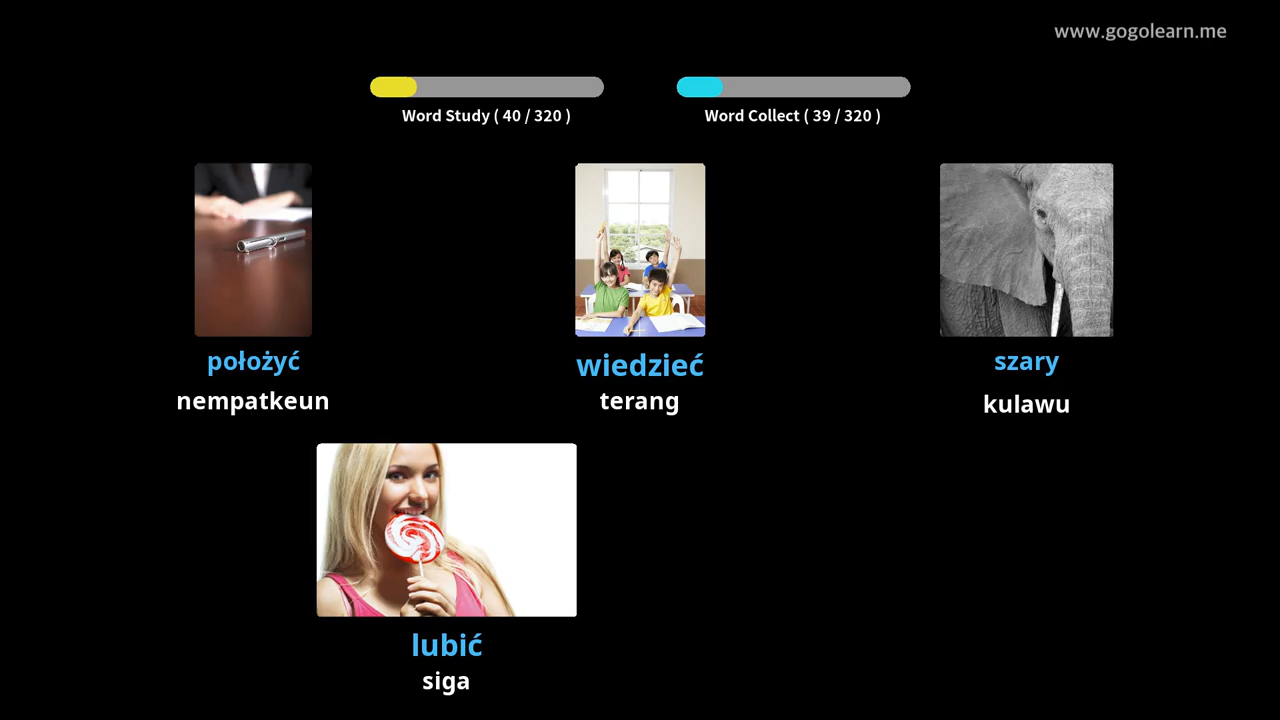 www.gogolearn.me
Word Study ( 40 / 320 )
Word Collect ( 39 / 320 )
położyć
nempatkeun
wiedzieć
terang
szary
kulawu
lubić
siga